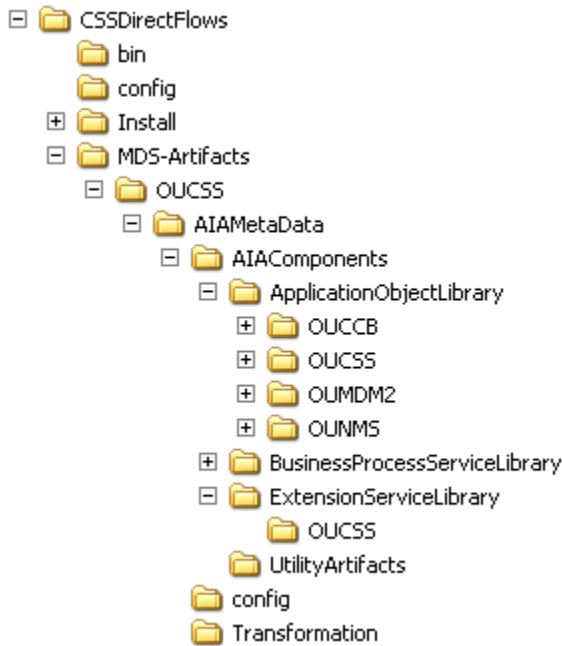 CSSDirectFlows
bin
config
Install
MDS-Artifacts
OUCSS
AIAMetaData
AIAComponents
ApplicationObjectLibrary
OUCCB
OUCSS
OUMDM2
OUNMS
BusinessProcessServiceLibrary
ExtensionServiceLibrary
OUCSS
UtilityArtifacts
config
Transformation